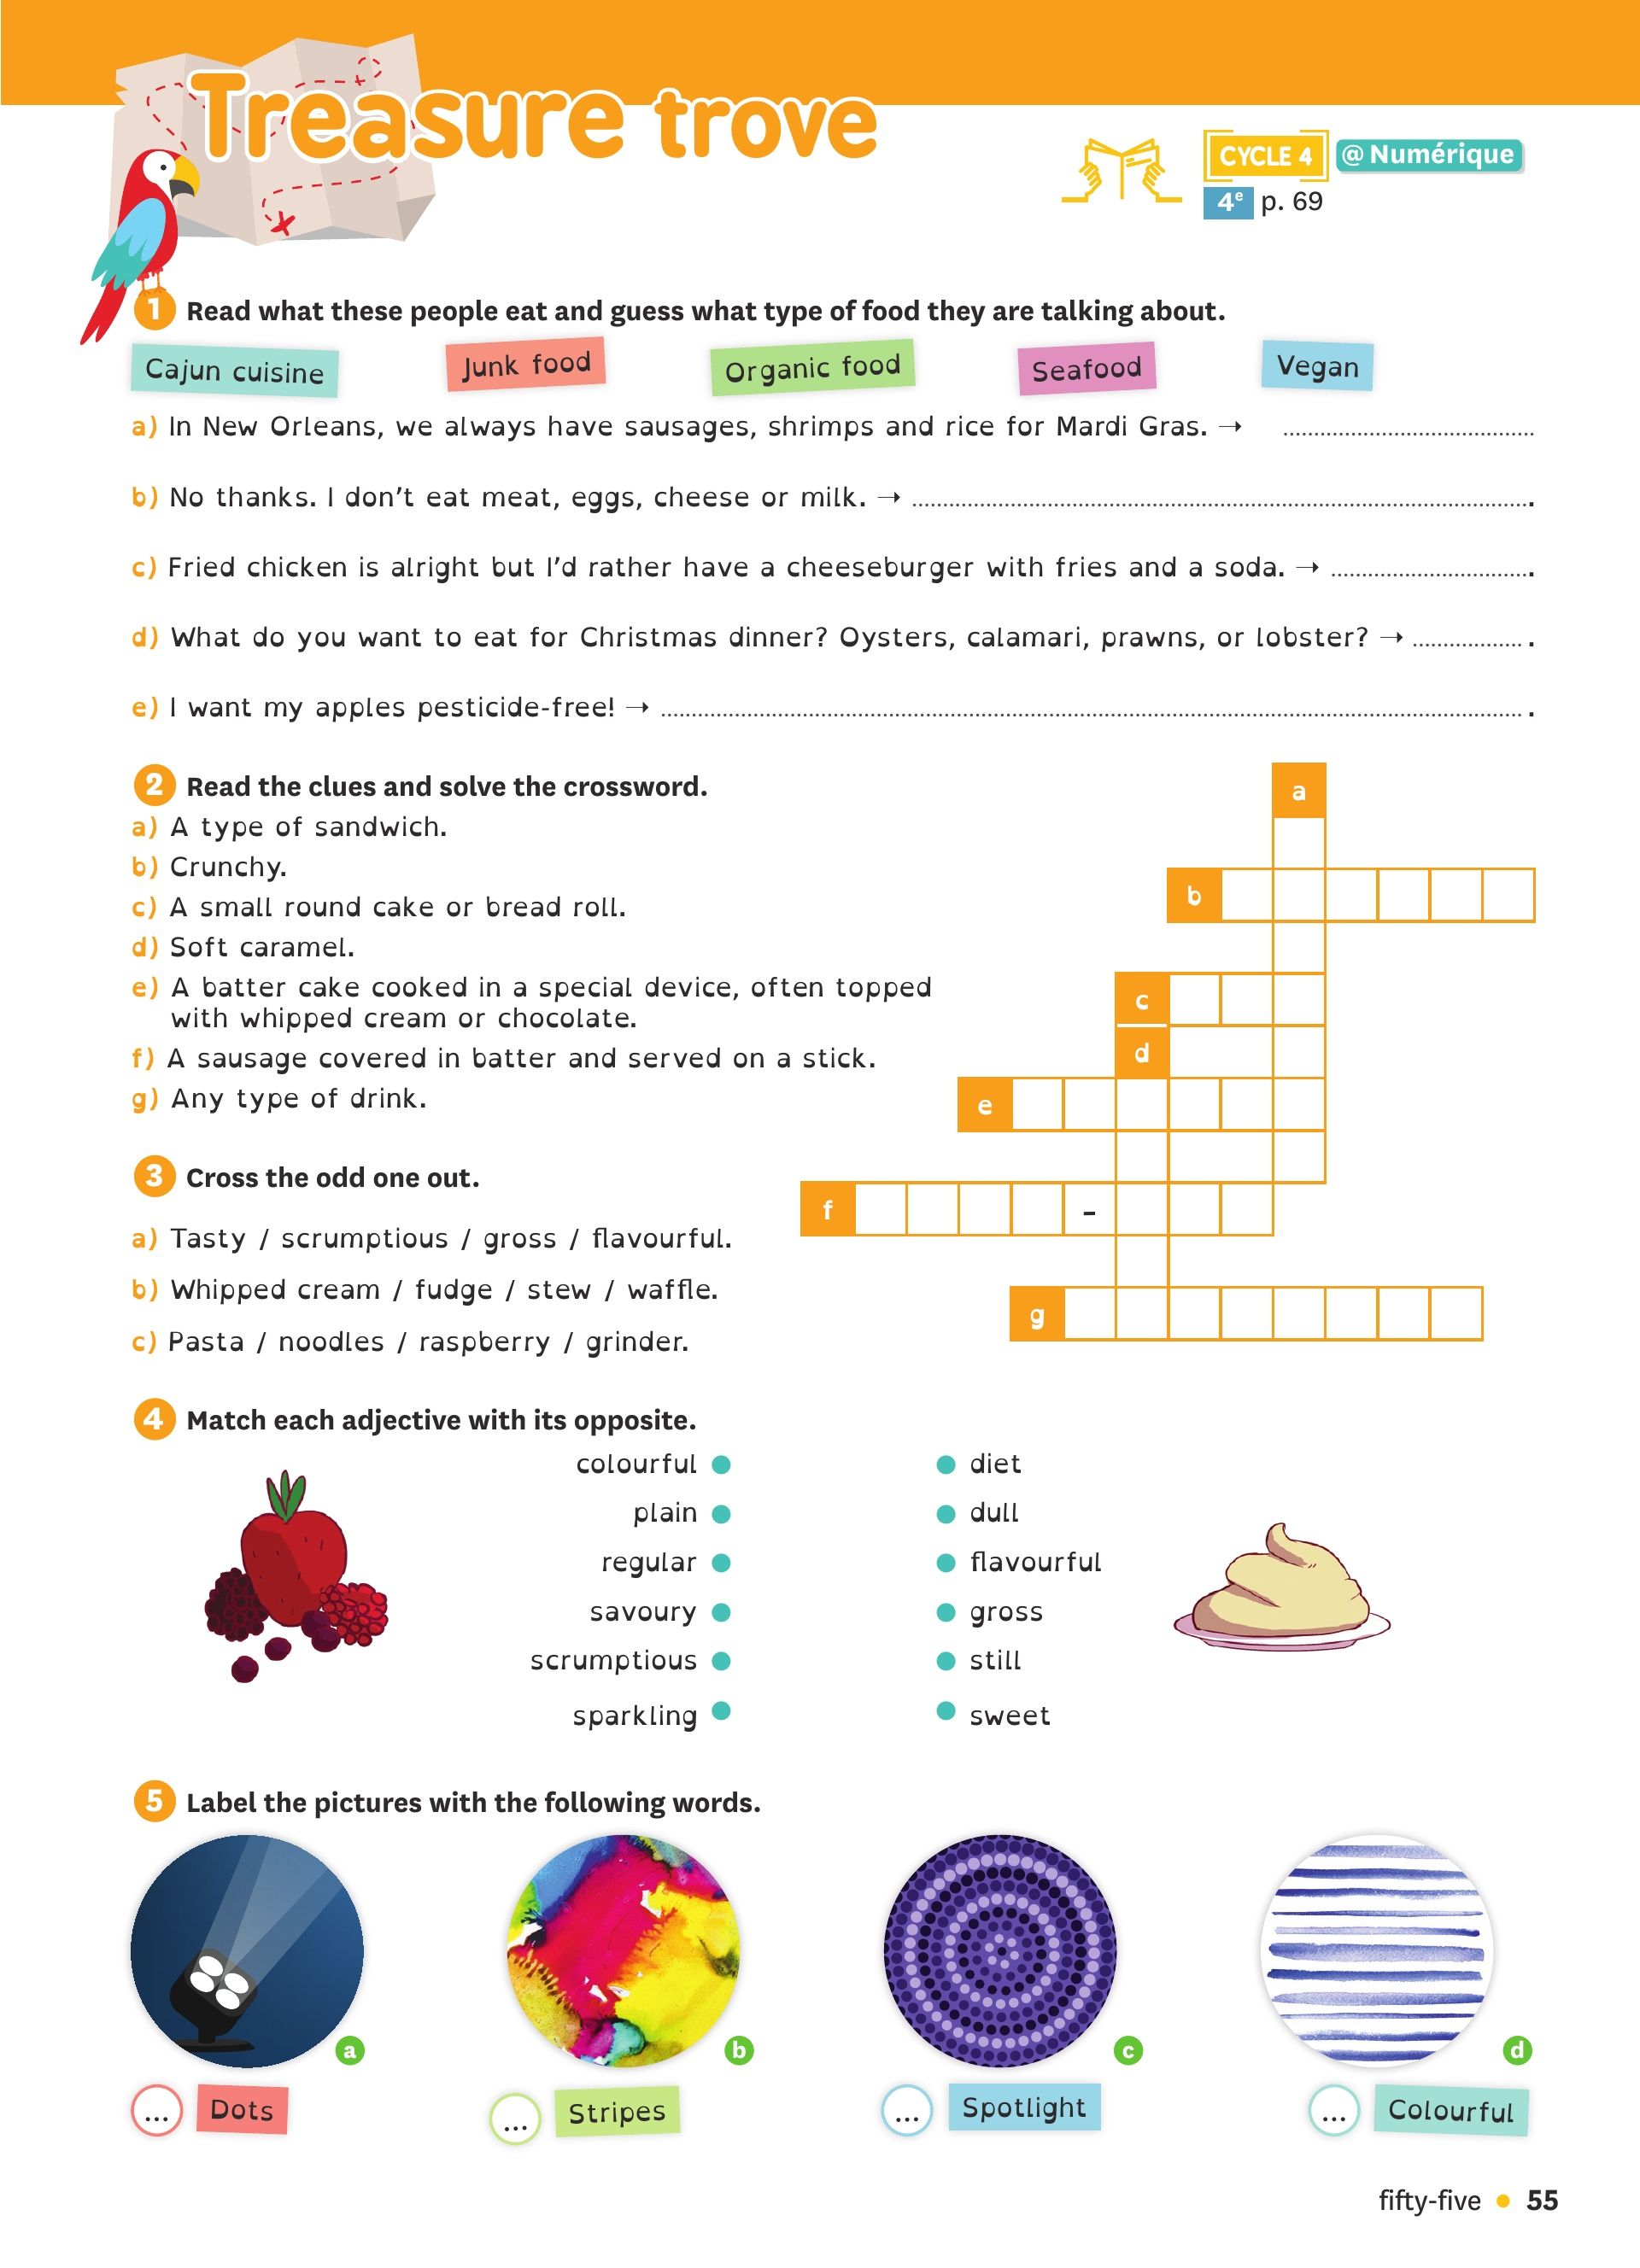 Treasure trove
CYCLE 4 @ Numérique
4e p. 69
1 Read what these people eat and guess what type of food they are talking about.
Cajun cuisine Junk food Organic food Seafood Vegan
a) In New Orleans, we always have sausages, shrimps and rice for Mardi Gras. → ..........
b) No thanks. I don't eat meat, eggs, cheese or milk. → ..........
c) Fried chicken is alright but I'd rather have a cheeseburger with fries and a soda. → ..........
d) What do you want to eat for Christmas dinner? Oysters, calamari, prawns, or lobster? → ..........
e) I want my apples pesticide-free! → ..........
2 Read the clues and solve the crossword.
a) A type of sandwich.
b) Crunchy.
c) A small round cake or bread roll.
d) Soft caramel.
e) A batter cake cooked in a special device, often topped
with whipped cream or chocolate.
f) A sausage covered in batter and served on a stick.
g) Any type of drink.
a
b
c
d
e
f -
g
3 Cross the odd one out.
a) Tasty / scrumptious / gross / flavourful.
b) Whipped cream / fudge / stew / waffle.
c) Pasta / noodles / raspberry / grinder.
4 Match each adjective with its opposite.
colourful diet
plain dull
regular flavourful
savoury gross
scrumptious still
sparkling sweet
5 Label the pictures with the following words.
a b c d
... Dots ... Stripes ... Spotlight ... Colourful
fifty-five • 55